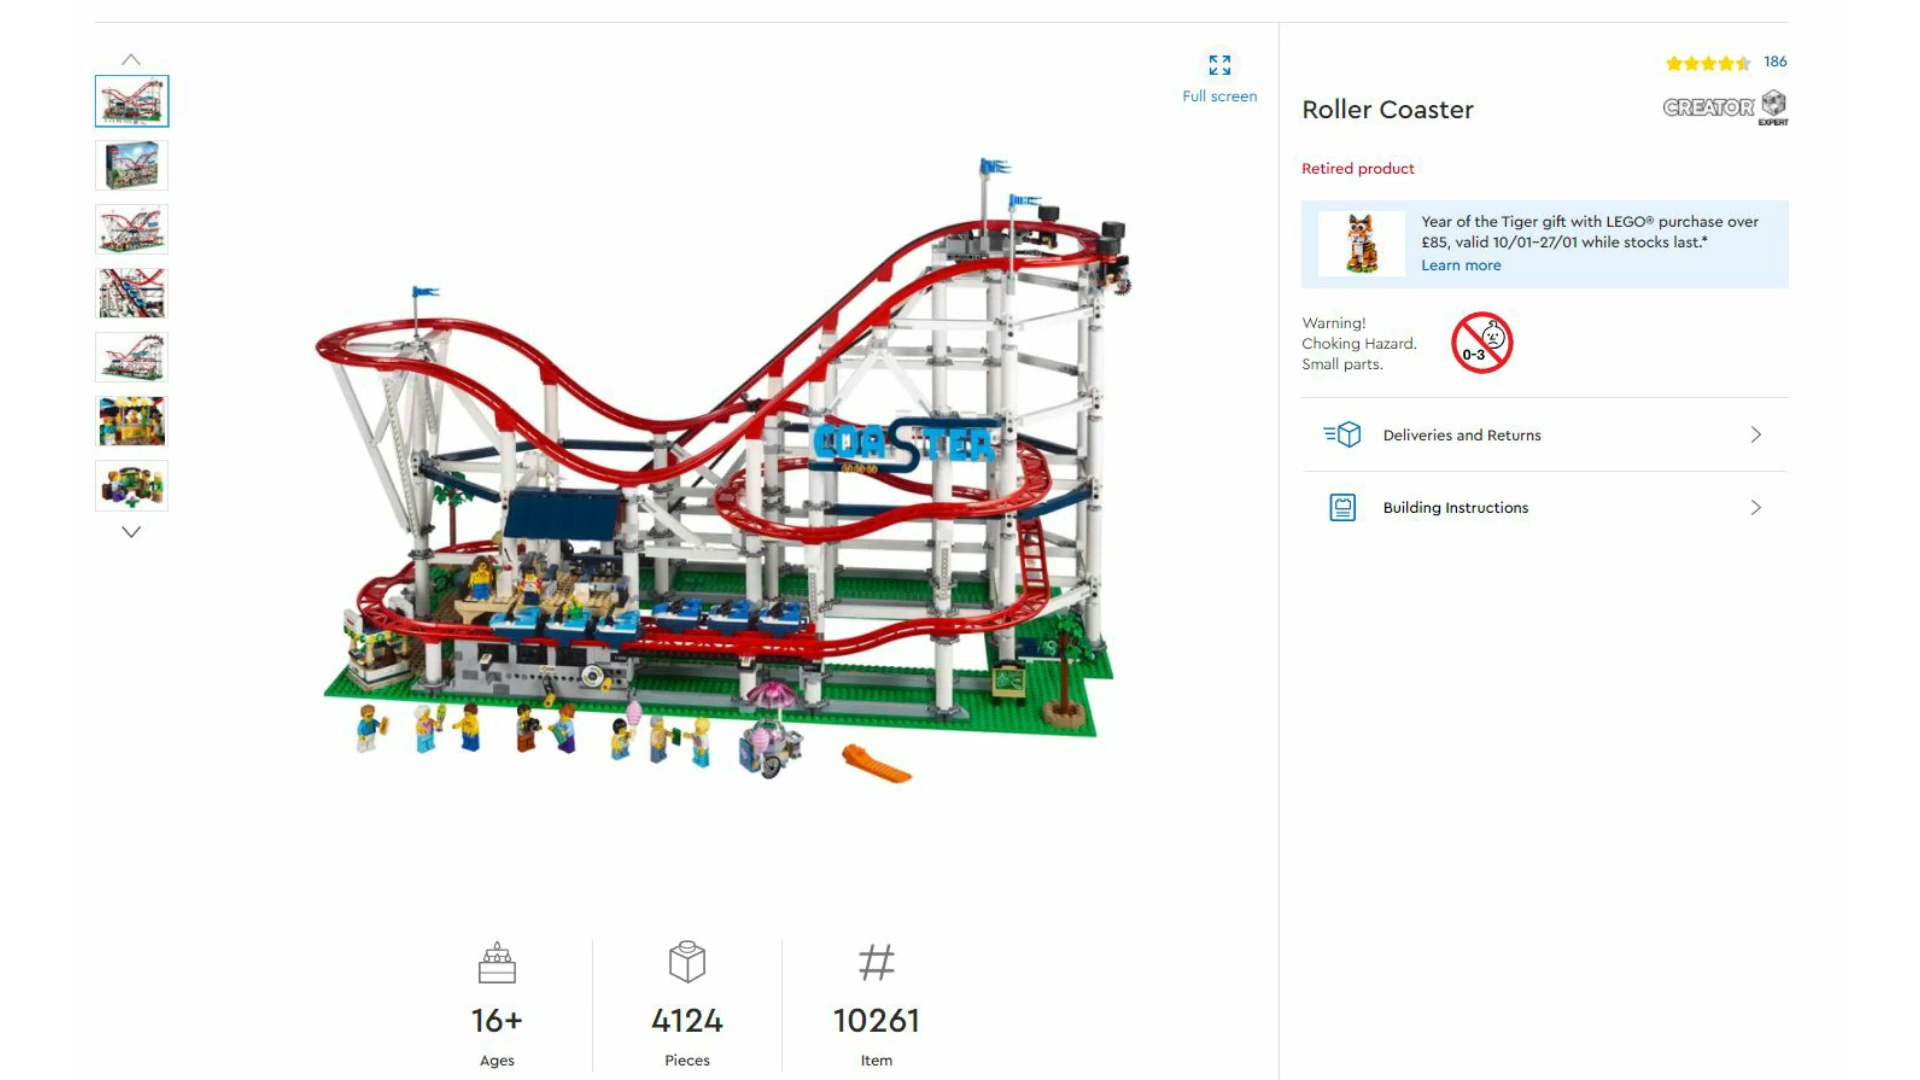 Full screen
186
Roller Coaster
CREATOR
EXPERT
Retired product
Year of the Tiger gift with LEGO® purchase over
£85, valid 10/01-27/01 while stocks last.*
Learn more
Warning!
Choking Hazard.
Small parts.
0-3
Deliveries and Returns
Building Instructions
COASTER
16+
Ages
4124
Pieces
#
10261
Item